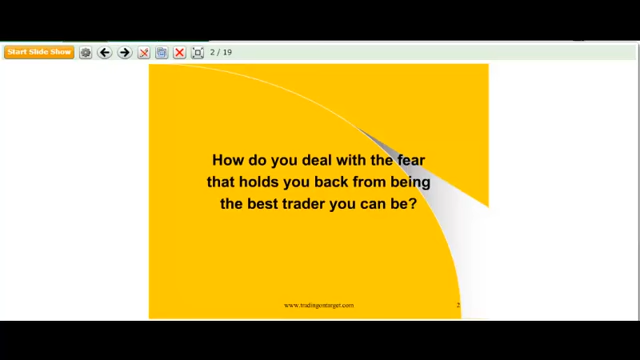 Start Slide Show
2 / 19
How do you deal with the fear
that holds you back from being
the best trader you can be?
www.tradingontarget.com
2